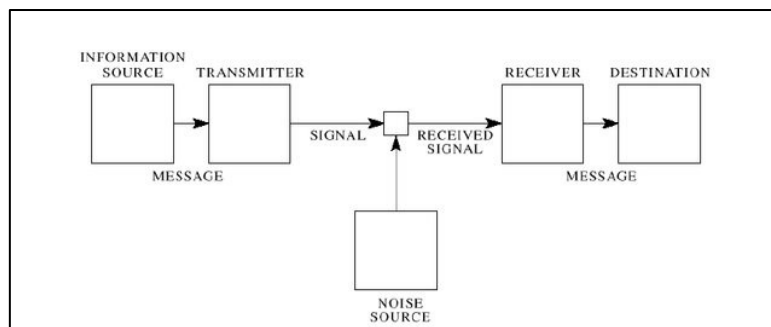 INFORMATION
SOURCE
TRANSMITTER
RECEIVER
DESTINATION
SIGNAL
RECEIVED
SIGNAL
MESSAGE
MESSAGE
NOISE
SOURCE